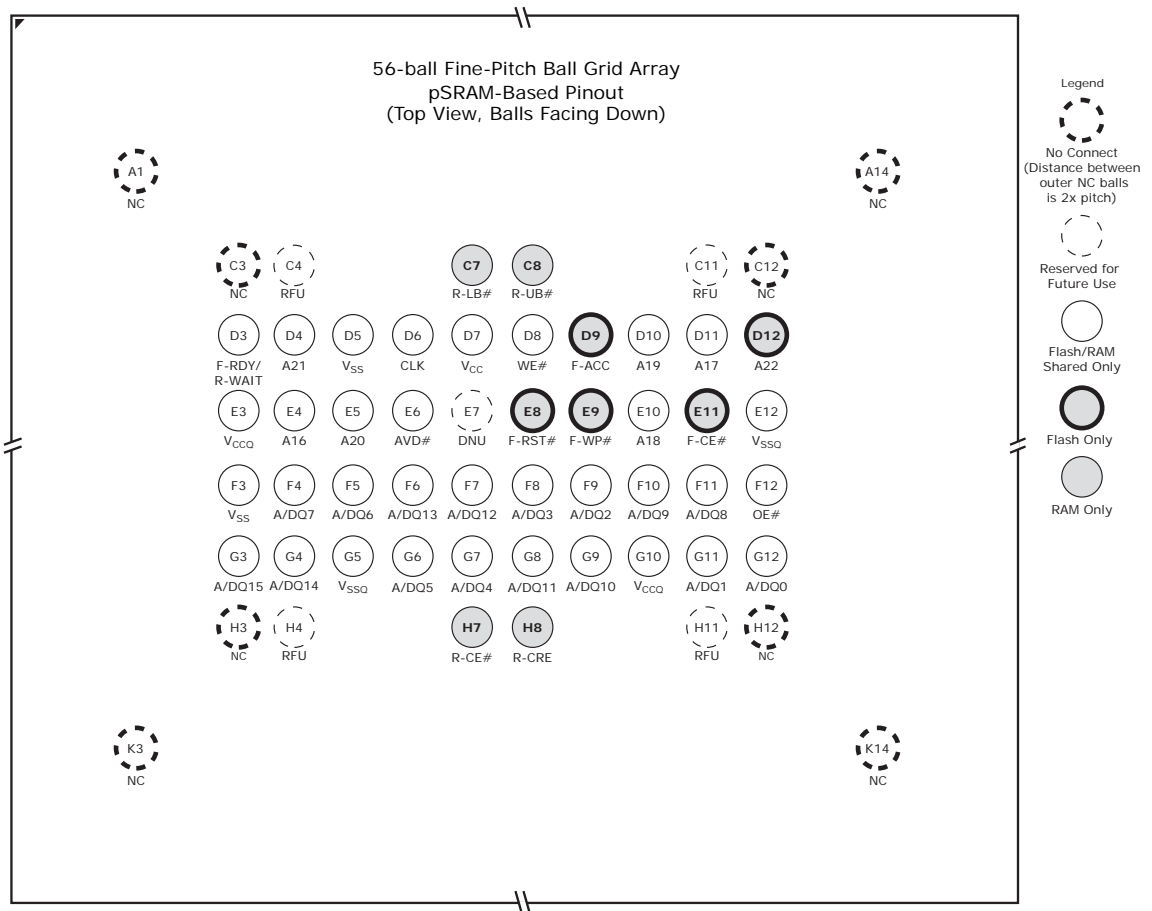 56-ball Fine-Pitch Ball Grid Array
pSRAM-Based Pinout
(Top View, Balls Facing Down)
Legend
No Connect
(Distance between
outer NC balls
is 2x pitch)
Reserved for
Future Use
Flash/RAM
Shared Only
Flash Only
RAM Only
A1 A14
NC NC
C3 C4 C7 C8 C11 C12
NC RFU R-LB# R-UB# RFU NC
D3 D4 D5 D6 D7 D8 D9 D10 D11 D12
F-RDY/ A21 VSS CLK VCC WE# F-ACC A19 A17 A22
R-WAIT
E3 E4 E5 E6 E7 E8 E9 E10 E11 E12
VCCQ A16 A20 AVD# DNU F-RST# F-WP# A18 F-CE# VSSQ
F3 F4 F5 F6 F7 F8 F9 F10 F11 F12
VSS A/DQ7 A/DQ6 A/DQ13 A/DQ12 A/DQ3 A/DQ2 A/DQ9 A/DQ8 OE#
G3 G4 G5 G6 G7 G8 G9 G10 G11 G12
A/DQ15 A/DQ14 VSSQ A/DQ5 A/DQ4 A/DQ11 A/DQ10 VCCQ A/DQ1 A/DQ0
H3 H4 H7 H8 H11 H12
NC RFU R-CE# R-CRE RFU NC
K3 K14
NC NC